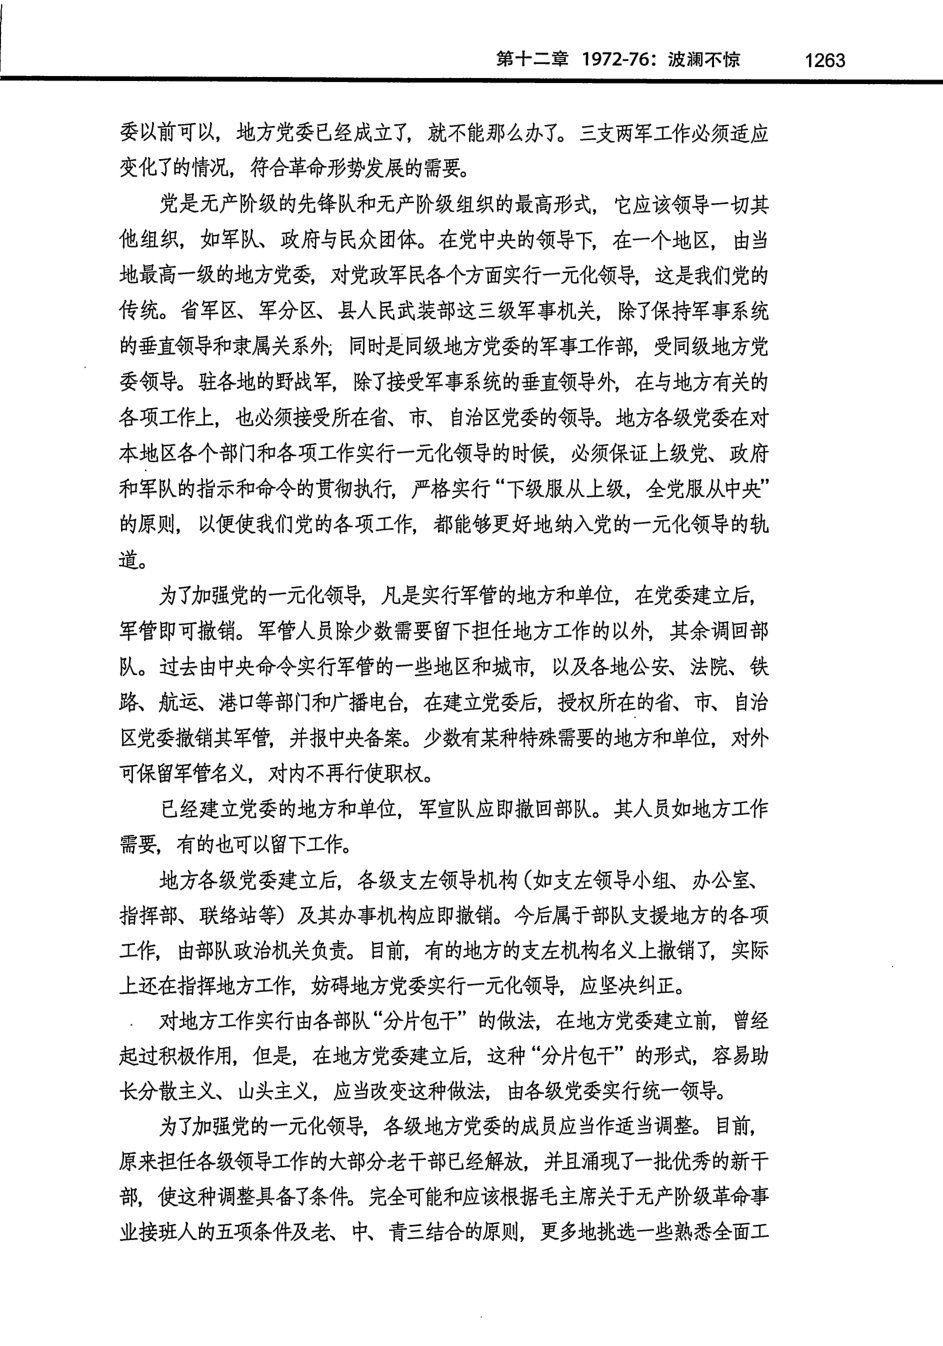 第十二章 1972-76：波澜不惊 1263
委以前可以，地方党委已经成立了，就不能那么办了。三支两军工作必须适应
变化了的情况，符合革命形势发展的需要。
党是无产阶级的先锋队和无产阶级组织的最高形式，它应该领导一切其
他组织，如军队、政府与民众团体。在党中央的领导下，在一个地区，由当
地最高一级的地方党委，对党政军民各个方面实行一元化领导，这是我们党的
传统。省军区、军分区、县人民武装部这三级军事机关，除了保持军事系统
的垂直领导和隶属关系外；同时是同级地方党委的军事工作部，受同级地方党
委领导。驻各地的野战军，除了接受军事系统的垂直领导外，在与地方有关的
各项工作上，也必须接受所在省、市、自治区党委的领导。地方各级党委在对
本地区各个部门和各项工作实行一元化领导的时候，必须保证上级党、政府
和军队的指示和命令的贯彻执行，严格实行“下级服从上级，全党服从中央”
的原则，以便使我们党的各项工作，都能够更好地纳入党的一元化领导的轨
道。
为了加强党的一元化领导，凡是实行军管的地方和单位，在党委建立后，
军管即可撤销。军管人员除少数需要留下担任地方工作的以外，其余调回部
队。过去由中央命令实行军管的一些地区和城市，以及各地公安、法院、铁
路、航运、港口等部门和广播电台，在建立党委后，授权所在的省、市、自治
区党委撤销其军管，并报中央备案。少数有某种特殊需要的地方和单位，对外
可保留军管名义，对内不再行使职权。
已经建立党委的地方和单位，军宣队应即撤回部队。其人员如地方工作
需要，有的也可以留下工作。
地方各级党委建立后，各级支左领导机构（如支左领导小组、办公室、
指挥部、联络站等）及其办事机构应即撤销。今后属于部队支援地方的各项
工作，由部队政治机关负责。目前，有的地方的支左机构名义上撤销了，实际
上还在指挥地方工作，妨碍地方党委实行一元化领导，应坚决纠正。
对地方工作实行由各部队“分片包干”的做法，在地方党委建立前，曾经
起过积极作用，但是，在地方党委建立后，这种“分片包干”的形式，容易助
长分散主义、山头主义，应当改变这种做法，由各级党委实行统一领导。
为了加强党的一元化领导，各级地方党委的成员应当作适当调整。目前，
原来担任各级领导工作的大部分老干部已经解放，并且涌现了一批优秀的新干
部，使这种调整具备了条件。完全可能和应该根据毛主席关于无产阶级革命事
业接班人的五项条件及老、中、青三结合的原则，更多地挑选一些熟悉全面工